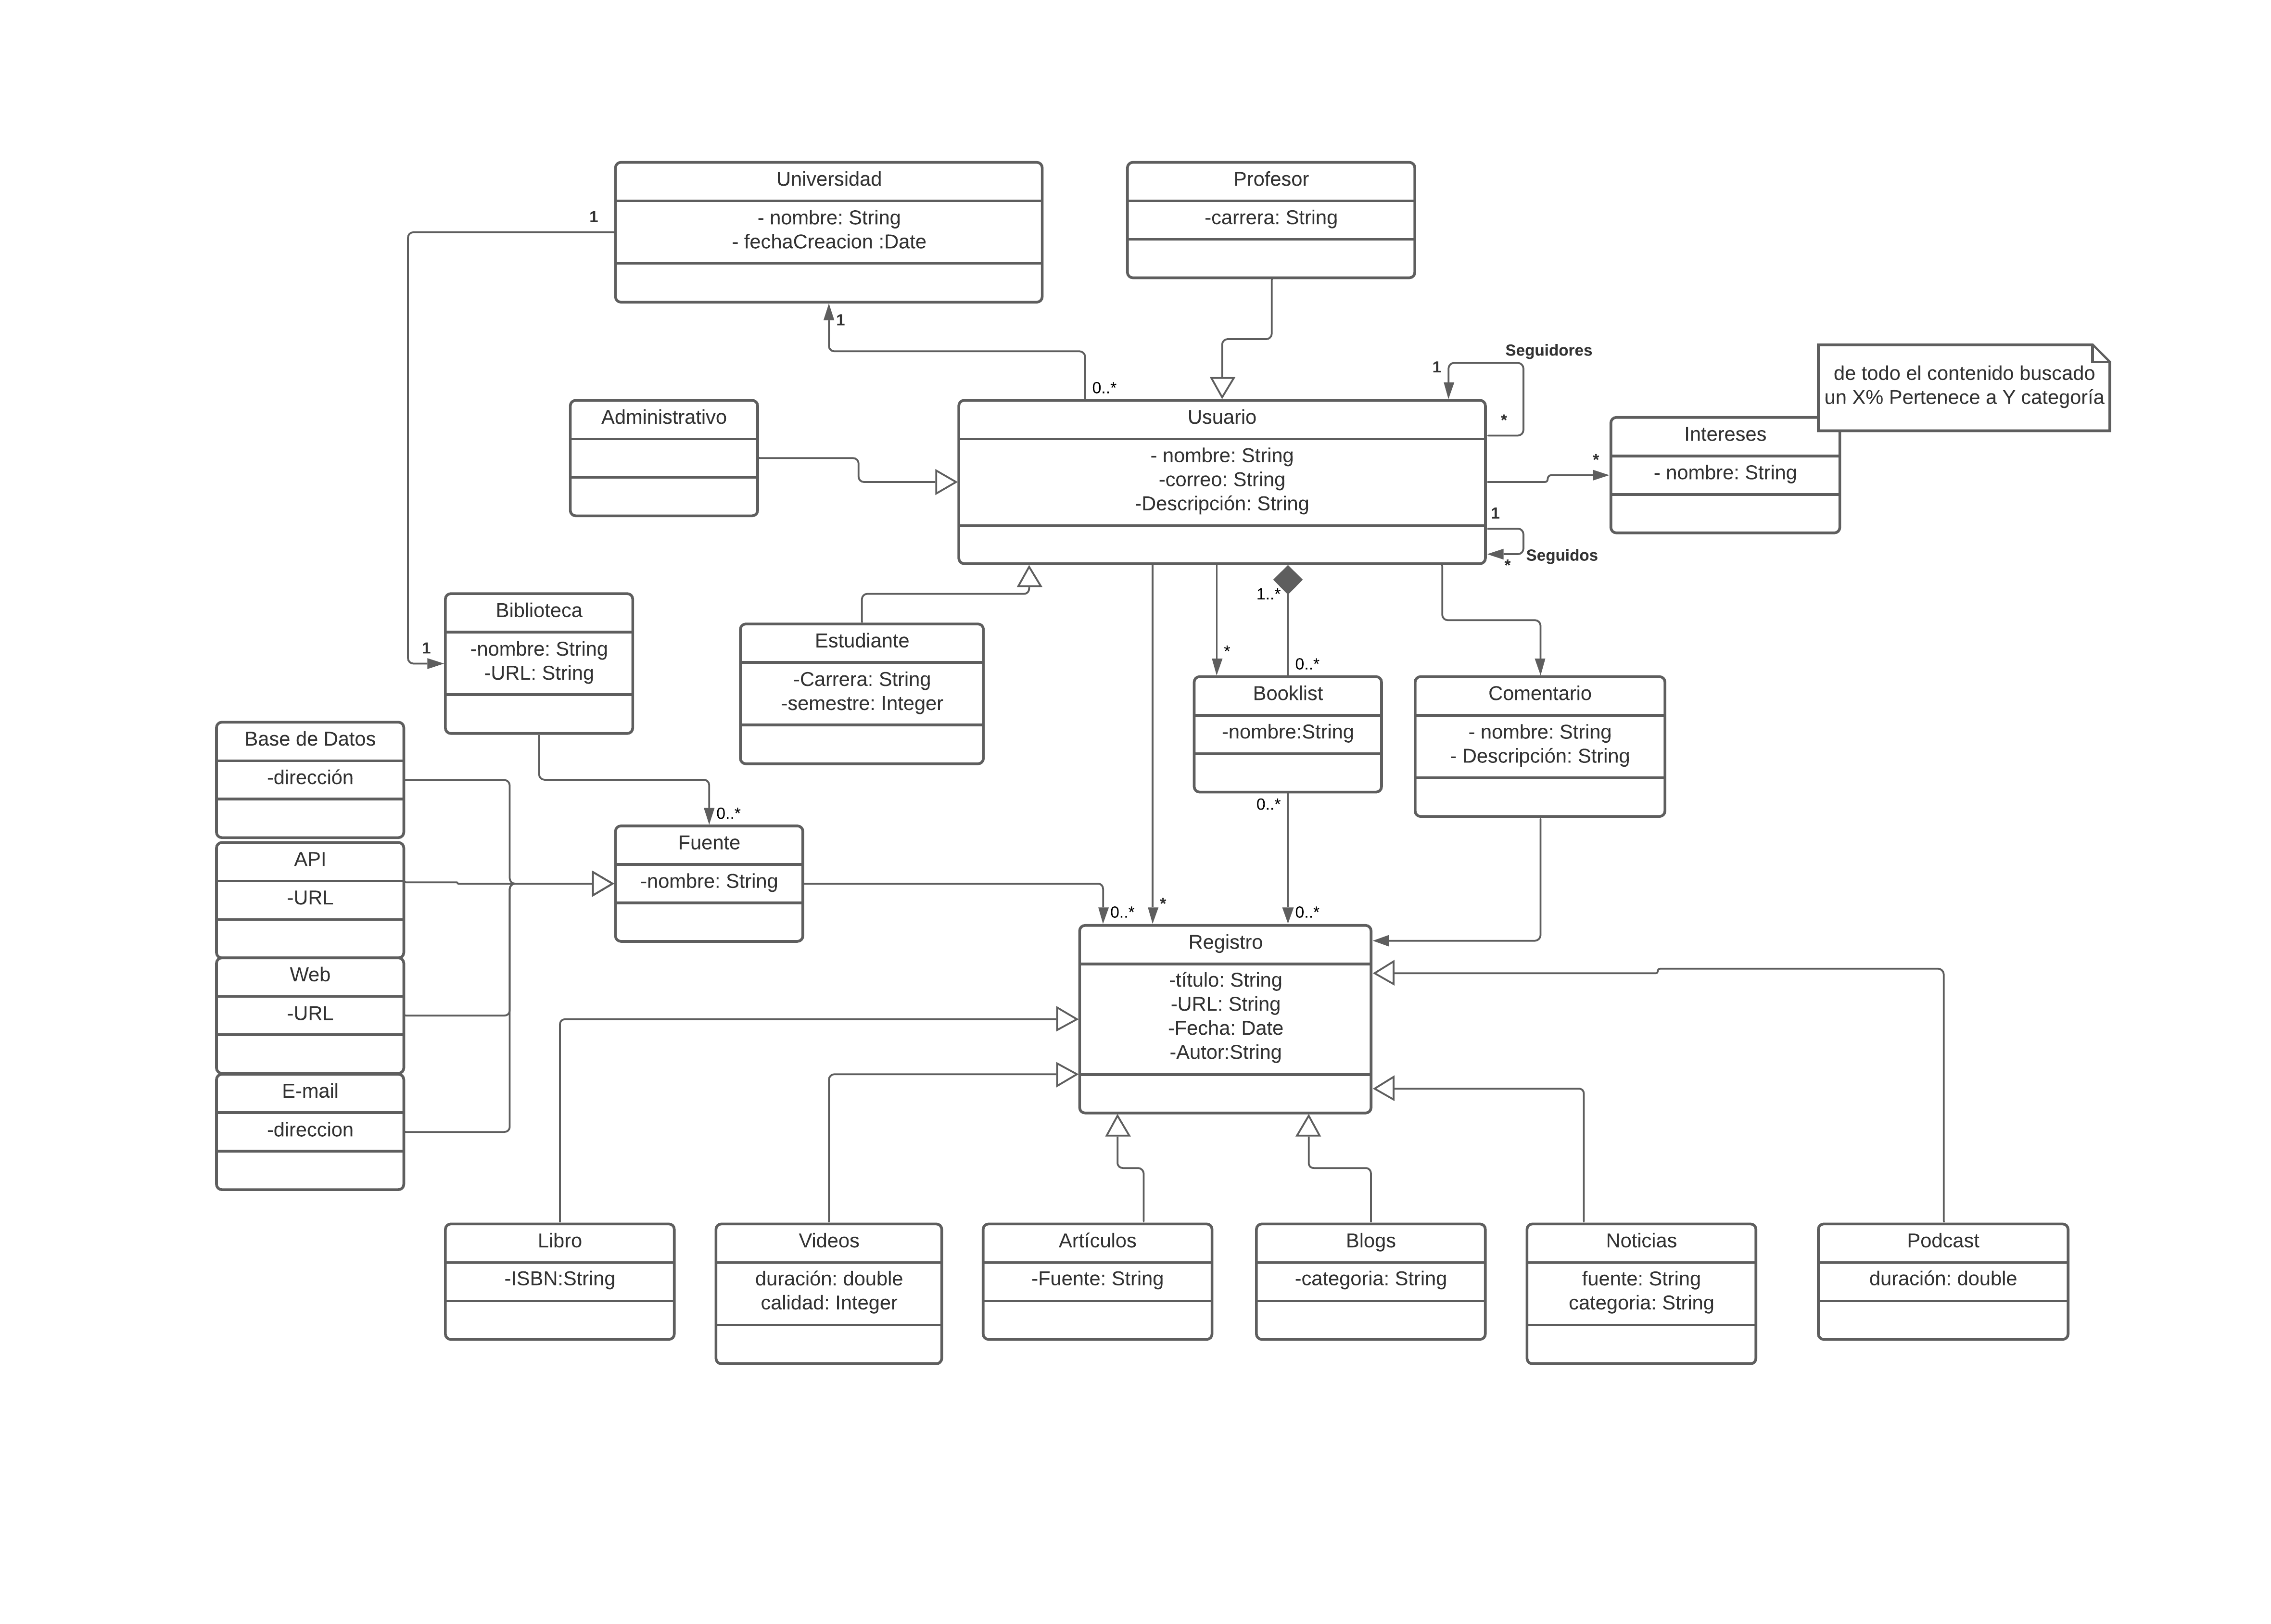 Universidad
- nombre: String
- fechaCreacion :Date
Profesor
-carrera: String
1
1
0..*
Seguidores
1
*
de todo el contenido buscado
un X% Pertenece a Y categoría
Administrativo
Usuario
- nombre: String
-correo: String
-Descripción: String
Intereses
- nombre: String
*
1
Seguidos
*
1..*
0..*
*
Biblioteca
-nombre: String
-URL: String
1
Estudiante
-Carrera: String
-semestre: Integer
Booklist
-nombre:String
Comentario
- nombre: String
- Descripción: String
Base de Datos
-dirección
API
-URL
Web
-URL
E-mail
-direccion
0..*
Fuente
-nombre: String
0..*
0..*
*
0..*
Registro
-título: String
-URL: String
-Fecha: Date
-Autor:String
Libro
-ISBN:String
Videos
duración: double
calidad: Integer
Artículos
-Fuente: String
Blogs
-categoria: String
Noticias
fuente: String
categoria: String
Podcast
duración: double